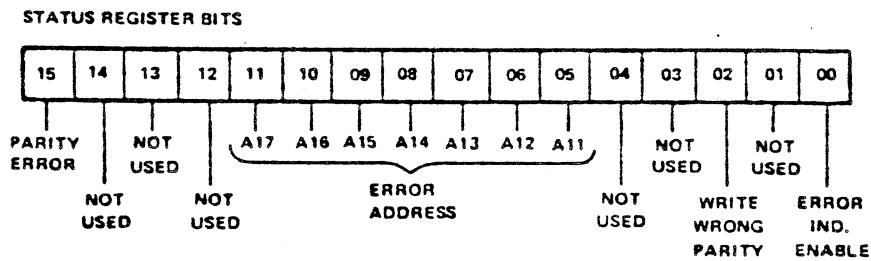 STATUS REGISTER BITS
15 14 13 12 11 10 09 08 07 06 05 04 03 02 01 00
PARITY ERROR
NOT USED
NOT USED
NOT USED
A17 A16 A15 A14 A13 A12 A11
ERROR ADDRESS
NOT USED
NOT USED
WRITE WRONG PARITY
NOT USED
ERROR IND. ENABLE